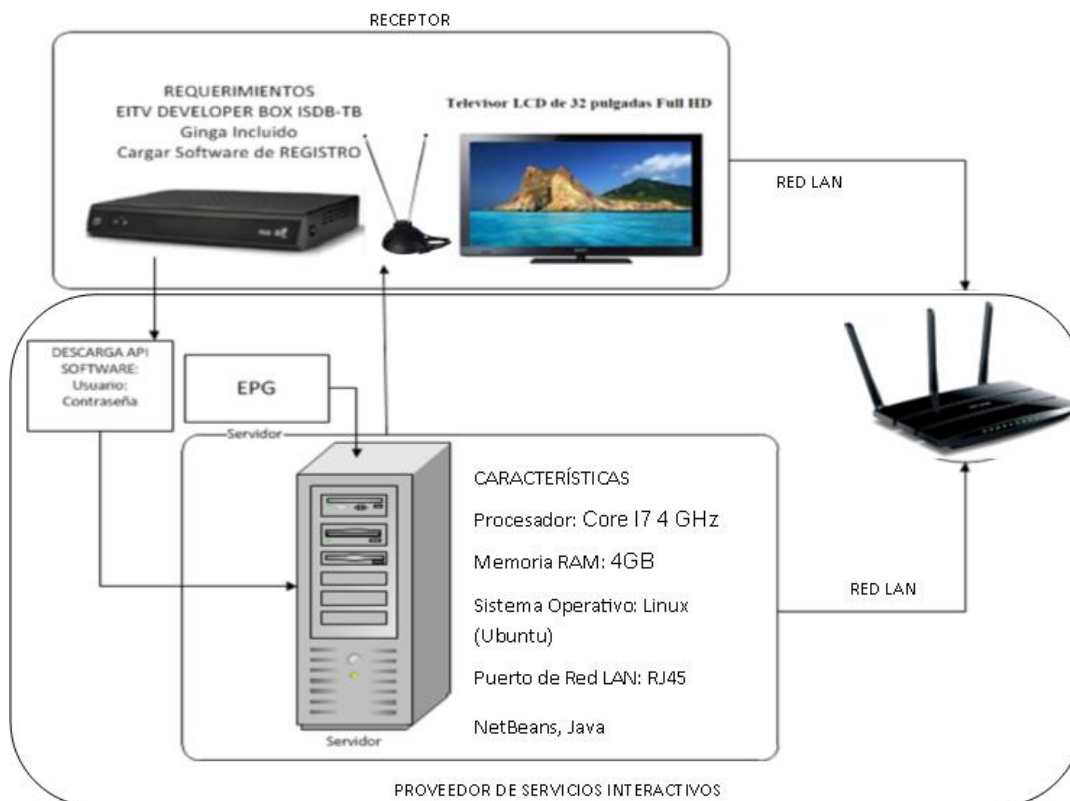 RECEPTOR
REQUERIMIENTOS
EITV DEVELOPER BOX ISDB-TB
Ginga Incluido
Cargar Software de REGISTRO
Televisor LCD de 32 pulgadas Full HD
RED LAN
DESCARGA API
SOFTWARE:
Usuario:
Contraseña
EPG
Servidor
CARACTERÍSTICAS
Procesador: Core I7 4 GHz
Memoria RAM: 4GB
Sistema Operativo: Linux
(Ubuntu)
Puerto de Red LAN: RJ45
NetBeans, Java
Servidor
RED LAN
PROVEEDOR DE SERVICIOS INTERACTIVOS